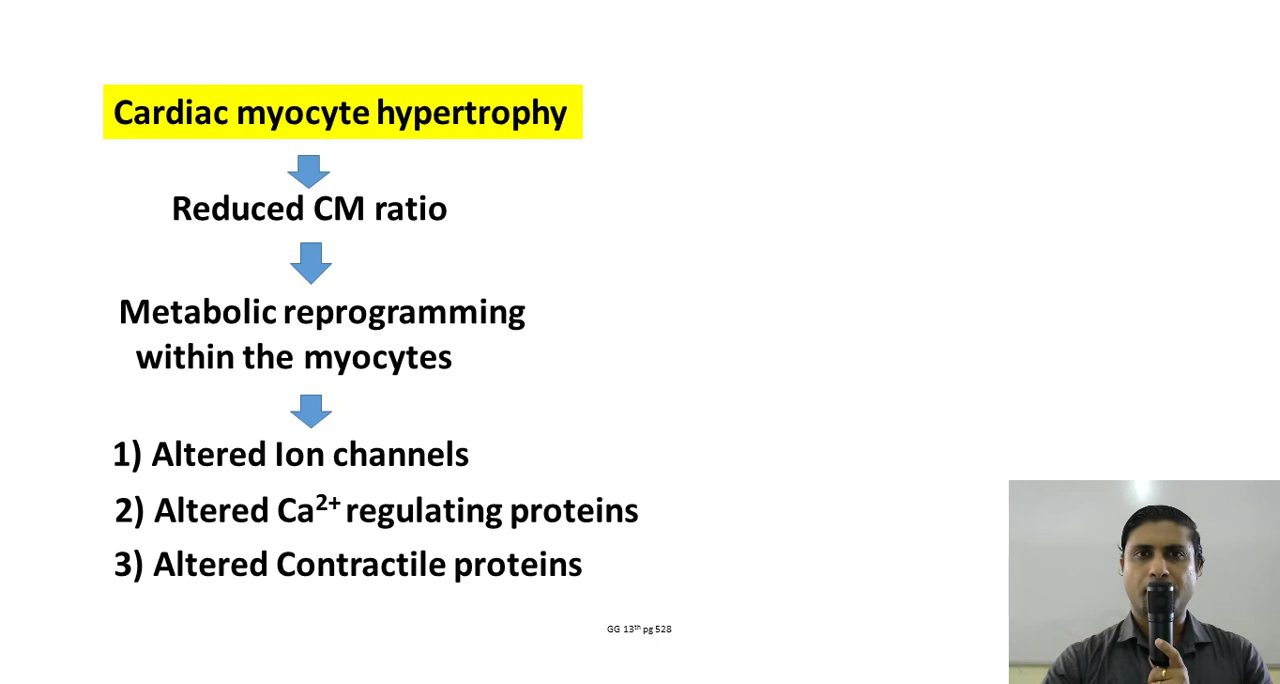 Cardiac myocyte hypertrophy
Reduced CM ratio
Metabolic reprogramming
within the myocytes
1) Altered Ion channels
2) Altered Ca²⁺ regulating proteins
3) Altered Contractile proteins
GG 13ᵗʰ pg 528